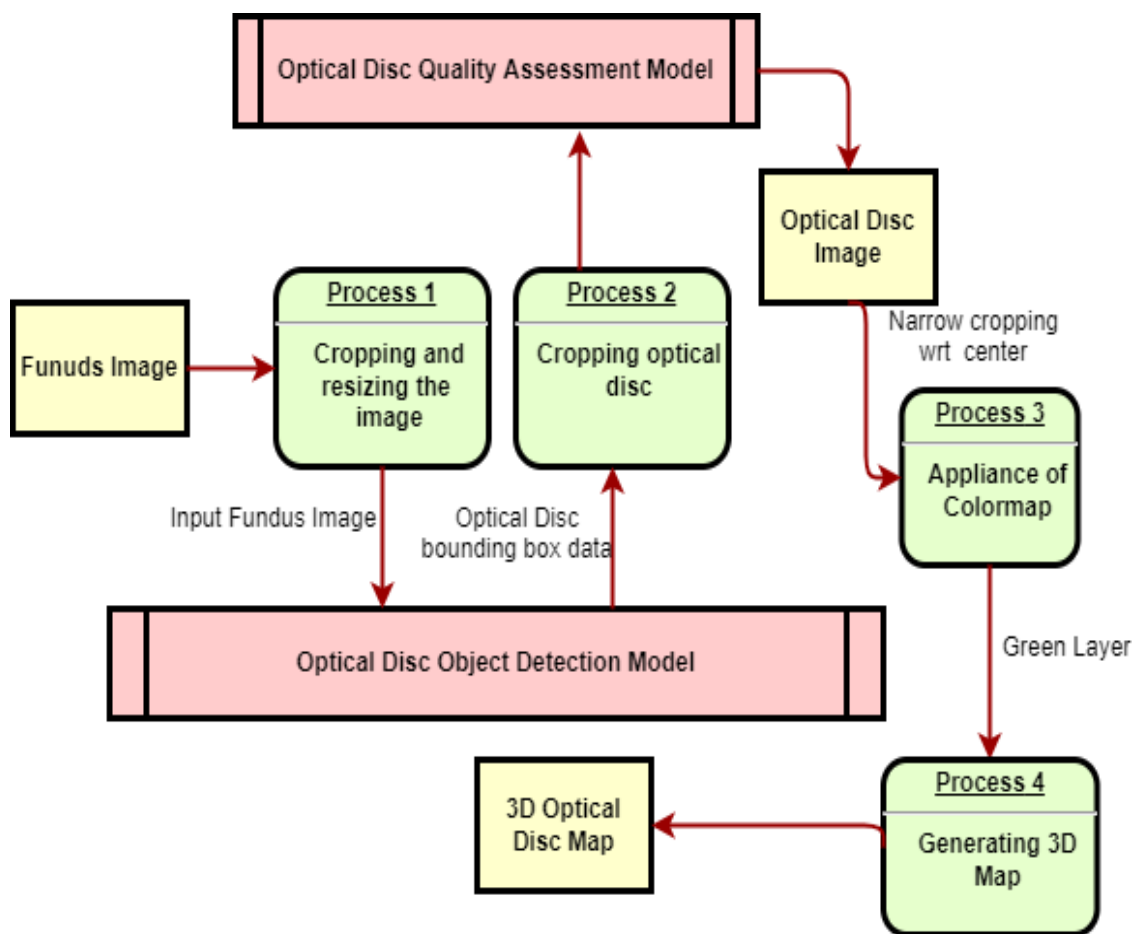 Optical Disc Quality Assessment Model
Optical Disc
Image
Process 1
Cropping and
resizing the
image
Process 2
Cropping optical
disc
Funuds Image
Narrow cropping
wrt center
Process 3
Appliance of
Colormap
Input Fundus Image
Optical Disc
bounding box data
Optical Disc Object Detection Model
Green Layer
Process 4
Generating 3D
Map
3D Optical
Disc Map